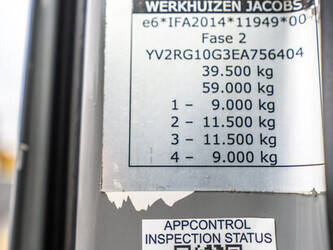 WERKHUIZEN JACOBS
e6*IFA2014*11949*00
Fase 2
YV2RG10G3EA756404
39.500 kg
59.000 kg
1 – 9.000 kg
2 – 11.500 kg
3 – 11.500 kg
4 – 9.000 kg
APPCONTROL
INSPECTION STATUS